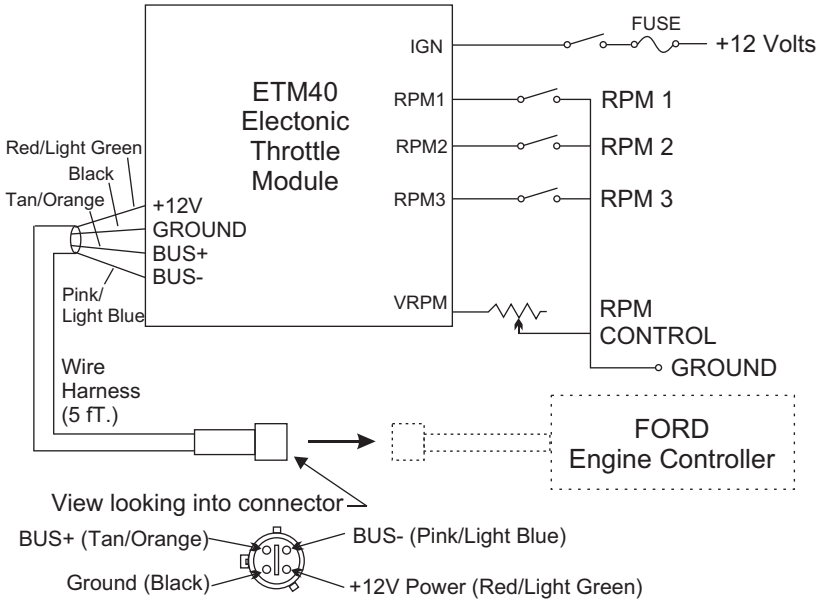 FUSE
IGN
+12 Volts
ETM40
Electonic
Throttle
Module
RPM1
RPM 1
RPM2
RPM 2
RPM3
RPM 3
Red/Light Green
Black
Tan/Orange
+12V
GROUND
BUS+
BUS-
Pink/
Light Blue
VRPM
RPM
CONTROL
GROUND
Wire
Harness
(5 fT.)
FORD
Engine Controller
View looking into connector
BUS+ (Tan/Orange)
BUS- (Pink/Light Blue)
Ground (Black)
+12V Power (Red/Light Green)